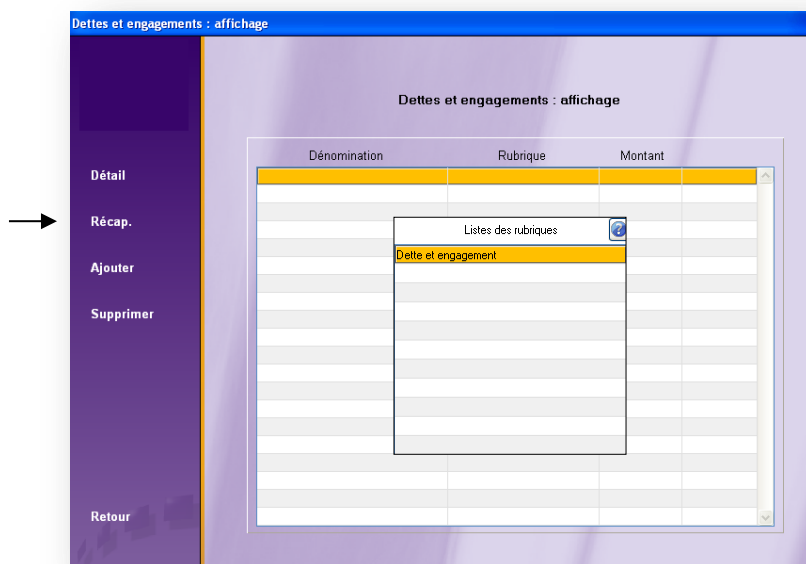 Dettes et engagements : affichage
Dettes et engagements : affichage
Dénomination Rubrique Montant
Détail
Récap.
Ajouter
Supprimer
Retour
Listes des rubriques ?
Dette et engagement